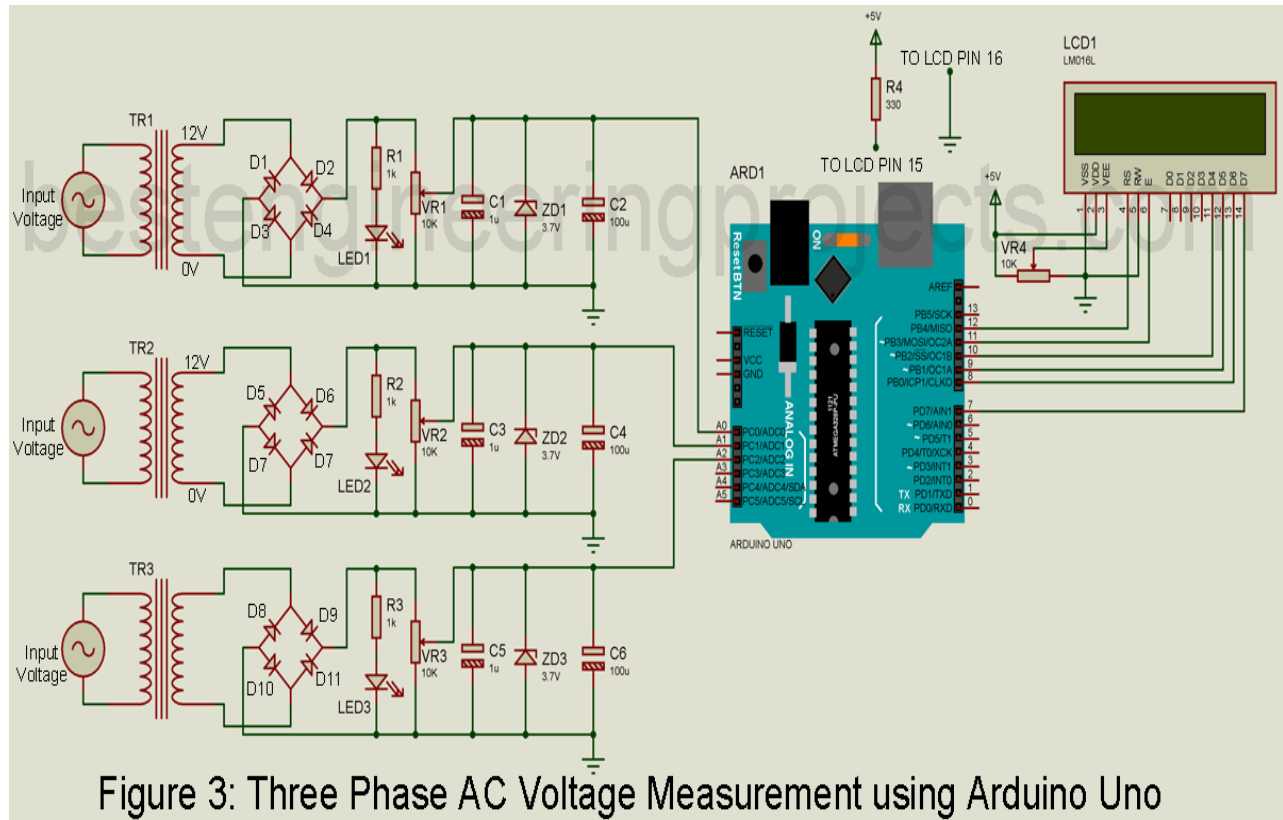 +5V
TO LCD PIN 16
R4
330
TO LCD PIN 15
LCD1
LM016L
VSS
VDD
VEE
RS
RW
E
D0
D1
D2
D3
D4
D5
D6
D7
1
2
3
4
5
6
7
8
9
10
11
12
13
14
+5V
VR4
10K
bestengineeringprojects.com
TR1
12V
0V
Input
Voltage
D1
D2
D3
D4
R1
1k
LED1
VR1
10K
C1
1u
ZD1
3.7V
C2
100u
TR2
12V
0V
Input
Voltage
D5
D6
D7
D7
R2
1k
LED2
VR2
10K
C3
1u
ZD2
3.7V
C4
100u
TR3
Input
Voltage
D8
D9
D10
D11
R3
1k
LED3
VR3
10K
C5
1u
ZD3
3.7V
C6
100u
ARD1
Reset BTN
ON
RESET
VCC
GND
ANALOG IN
A0 PC0/ADC0
A1 PC1/ADC1
A2 PC2/ADC2
A3 PC3/ADC3
A4 PC4/ADC4/SDA
A5 PC5/ADC5/SCL
1121
ATMEGA328P-PU
AREF
PB5/SCK 13
PB4/MISO 12
~PB3/MOSI/OC2A 11
~PB2/SS/OC1B 10
~PB1/OC1A 9
PB0/ICP1/CLKO 8
PD7/AIN1 7
~PD6/AIN0 6
~PD5/T1 5
PD4/T0/XCK 4
~PD3/INT1 3
PD2/INT0 2
TX PD1/TXD 1
RX PD0/RXD 0
ARDUINO UNO
Figure 3: Three Phase AC Voltage Measurement using Arduino Uno